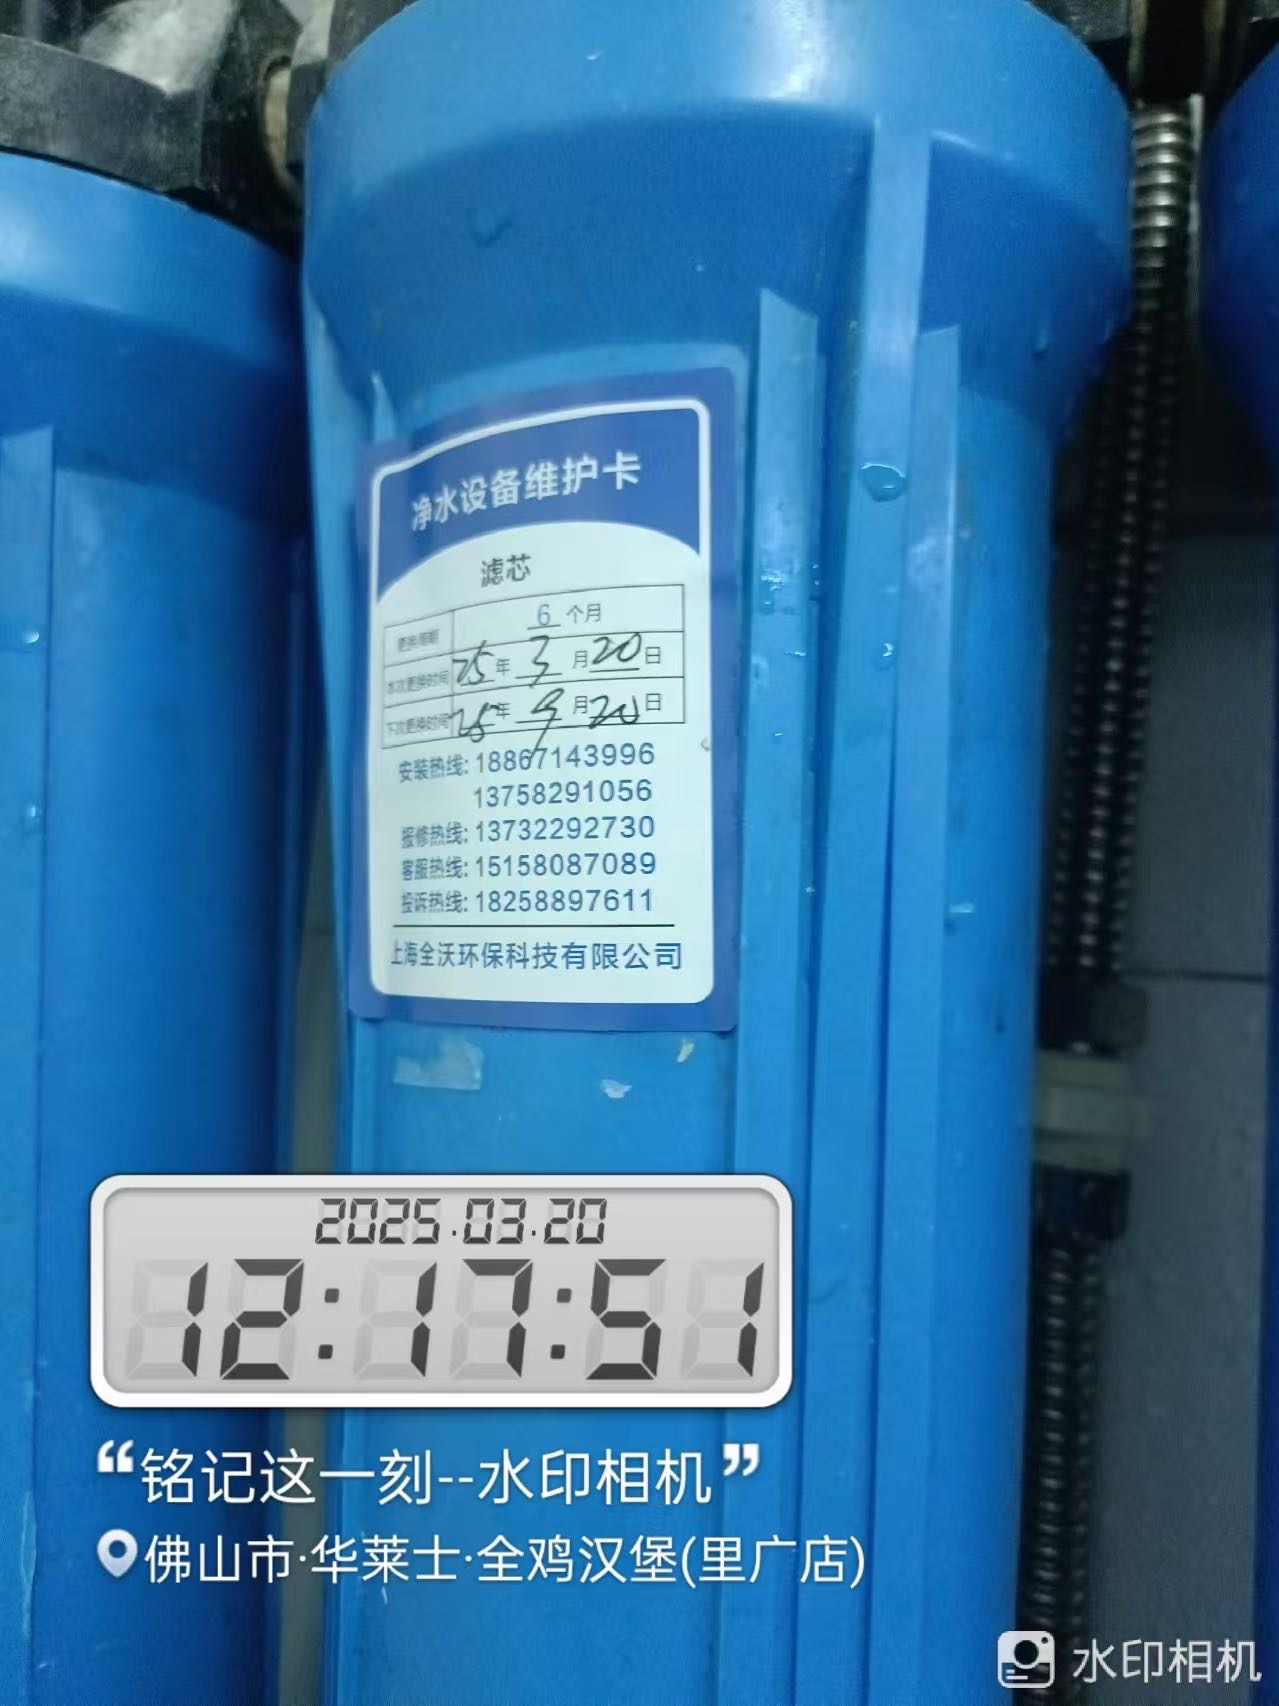 净水设备维护卡
滤芯
更换周期 6 个月
本次更换时间 25年 3月20日
下次更换时间 25年 9月20日
安装热线: 18867143996
13758291056
报修热线: 13732292730
客服热线: 15158087089
投诉热线: 18258897611
上海全沃环保科技有限公司
2025.03.20
12:17:51
“铭记这一刻--水印相机”
佛山市·华莱士·全鸡汉堡(里广店)
水印相机